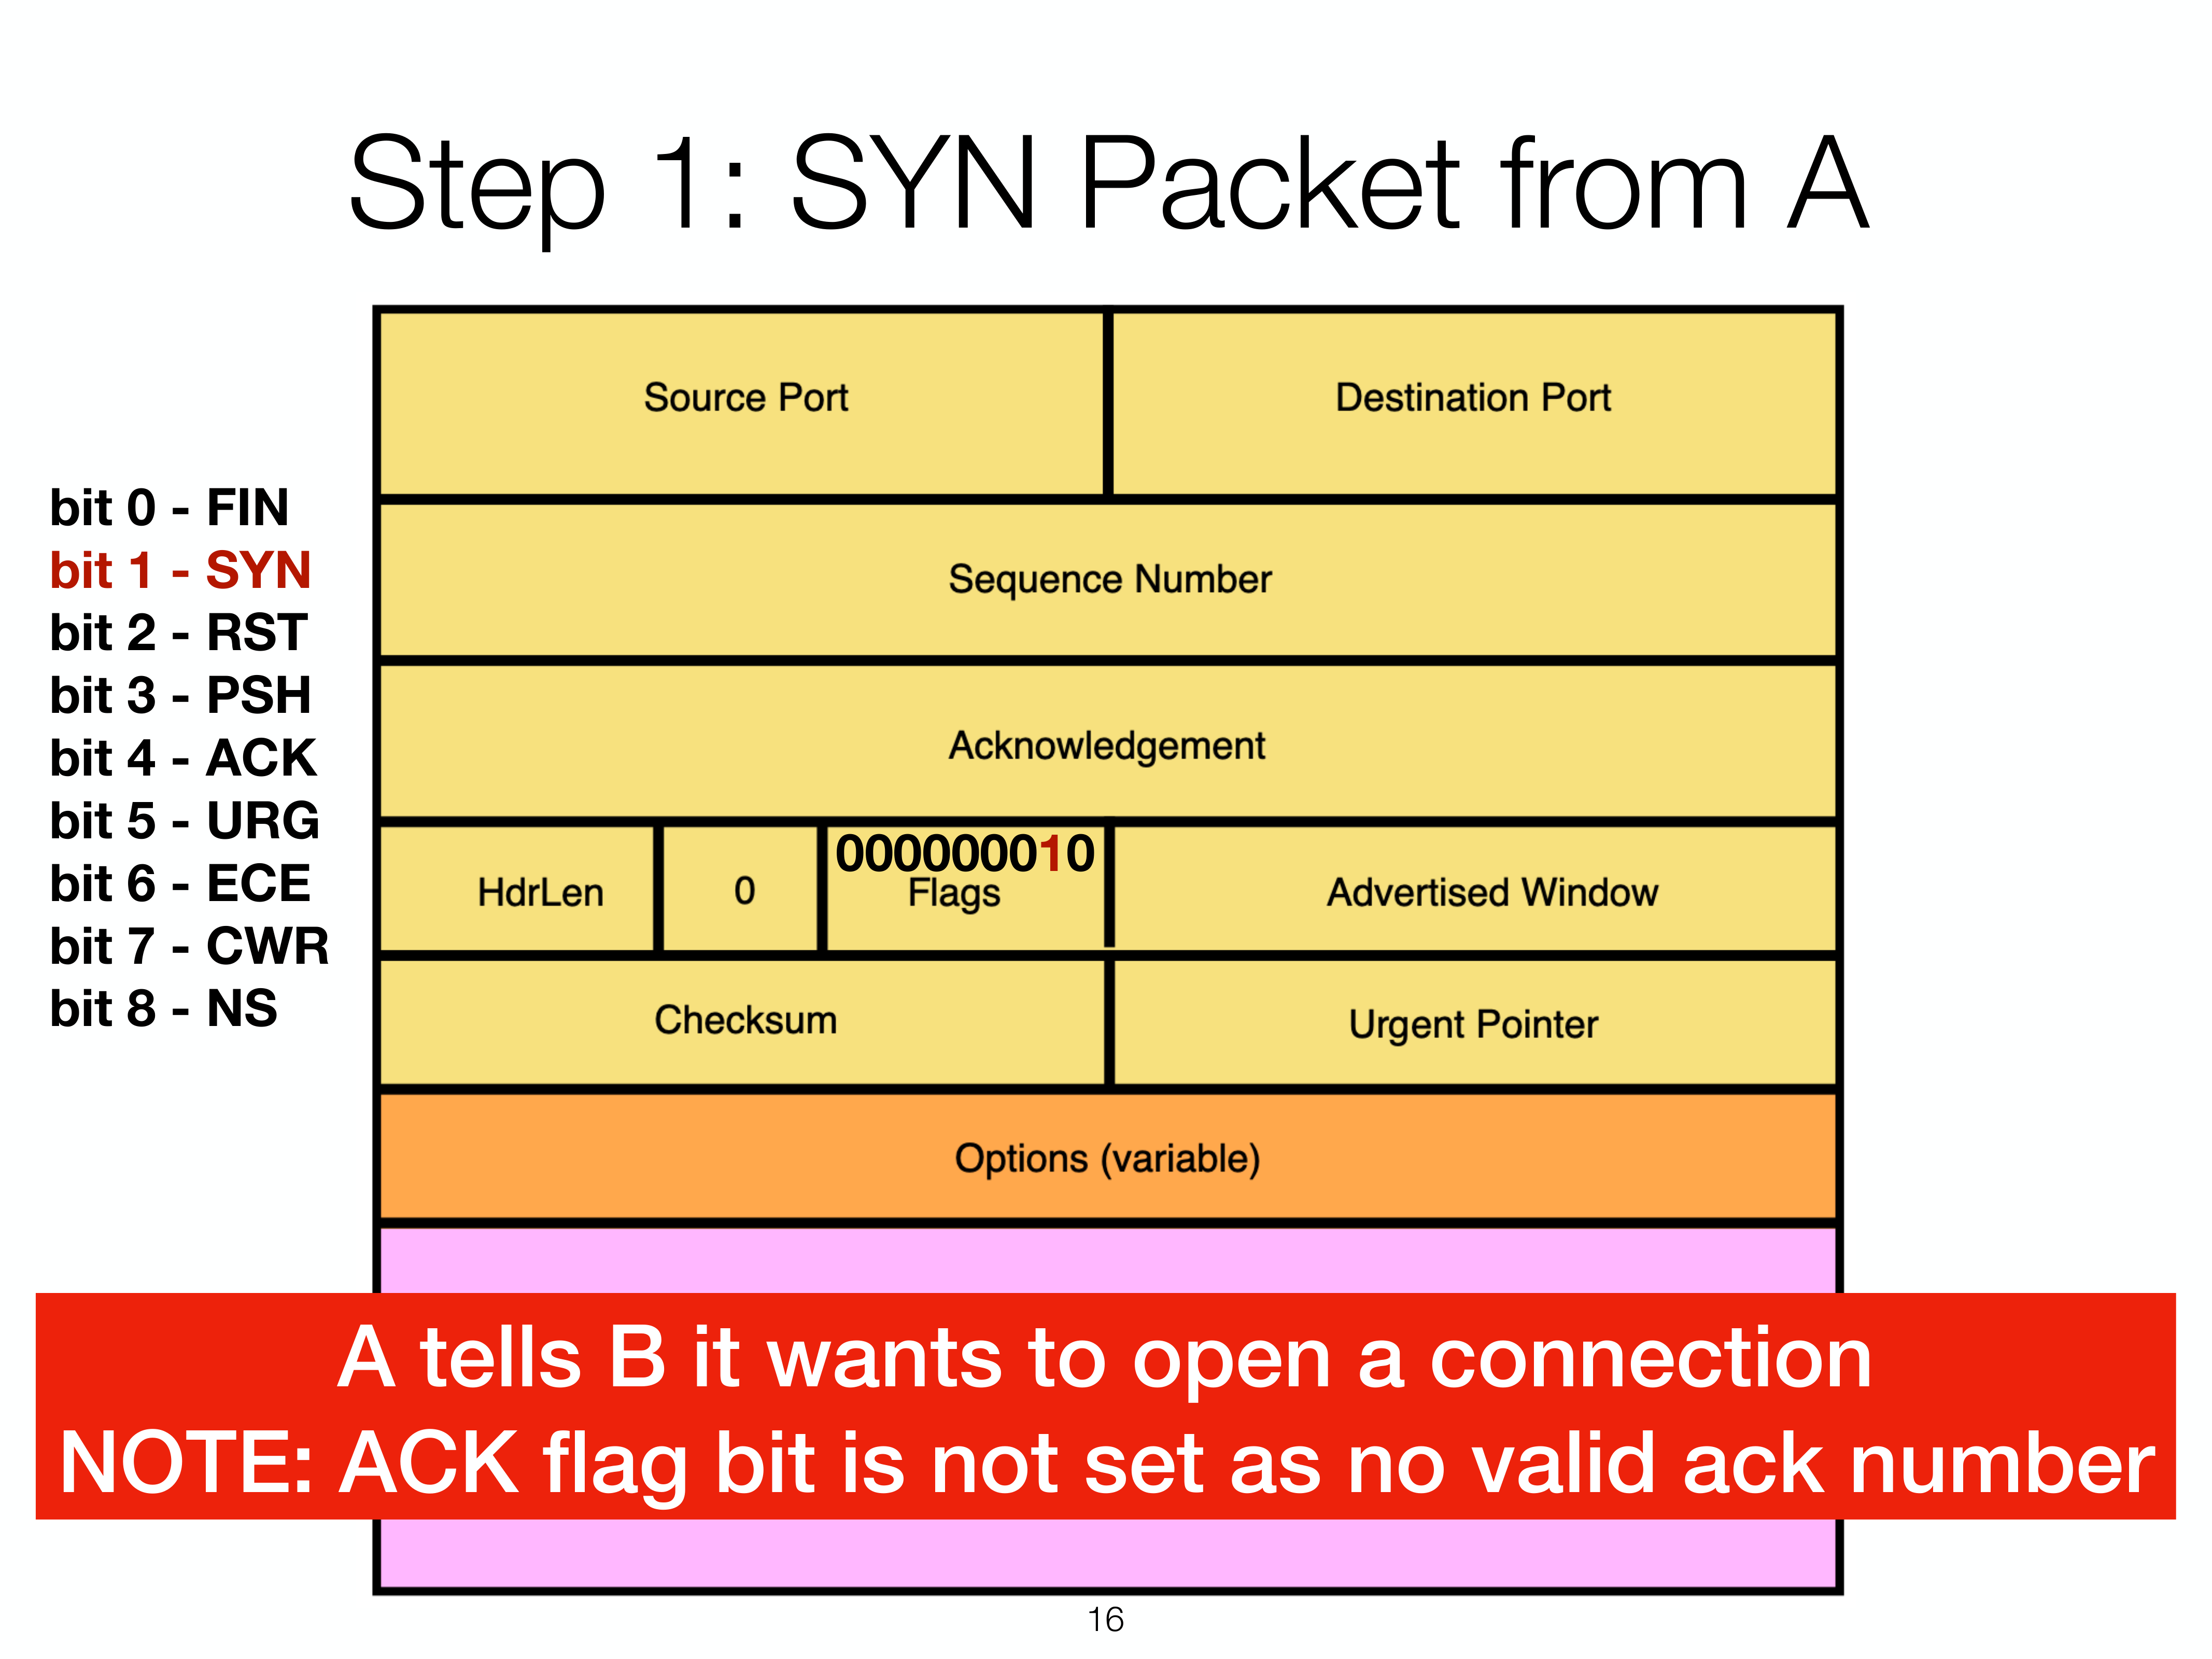 Step 1: SYN Packet from A
Source Port
Destination Port
bit 0 - FIN
bit 1 - SYN
bit 2 - RST
bit 3 - PSH
bit 4 - ACK
bit 5 - URG
bit 6 - ECE
bit 7 - CWR
bit 8 - NS
Sequence Number
Acknowledgement
000000010
HdrLen
0
Flags
Advertised Window
Checksum
Urgent Pointer
Options (variable)
A tells B it wants to open a connection
NOTE: ACK flag bit is not set as no valid ack number
16